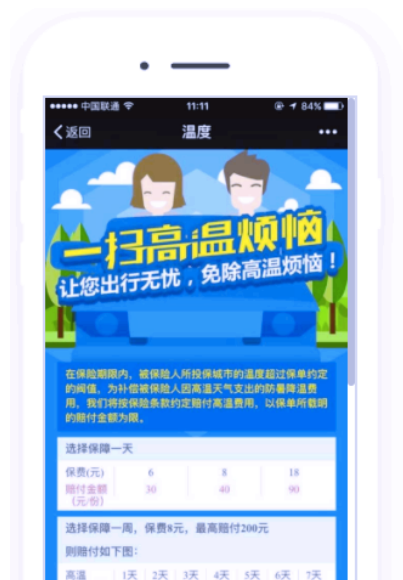 中国联通 11:11 84%
返回 温度
一扫高温烦恼
让您出行无忧，免除高温烦恼！
在保险期限内，被保险人所投保城市的温度超过保单约定
的阀值，为补偿被保险人因高温天气支出的防暑降温费
用，我们将按保险条款约定赔付高温费用，以保单所载明
的赔付金额为限。
选择保障一天
保费(元) 6 8 18
赔付金额 30 40 90
(元/份)
选择保障一周，保费8元，最高赔付200元
则赔付如下图：
高温 1天 2天 3天 4天 5天 6天 7天